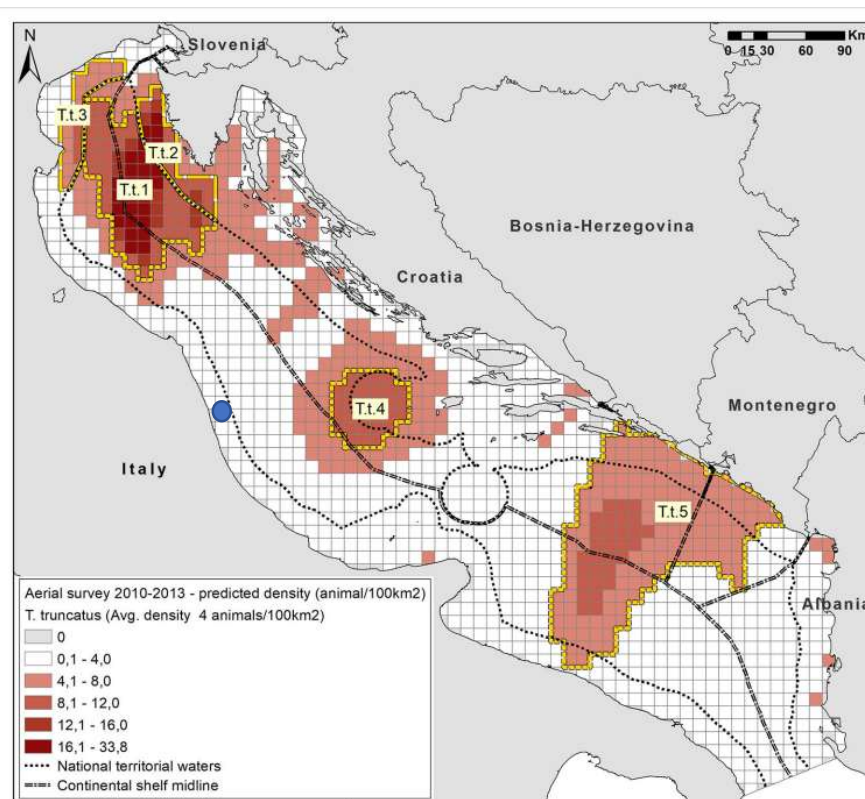 N
Slovenia
Km
0 15 30 60 90
T.t.3
T.t.2
T.t.1
Bosnia-Herzegovina
Croatia
T.t.4
Montenegro
Italy
T.t.5
Albania
Aerial survey 2010-2013 - predicted density (animal/100km2)
T. truncatus (Avg. density 4 animals/100km2)
0
0,1 - 4,0
4,1 - 8,0
8,1 - 12,0
12,1 - 16,0
16,1 - 33,8
National territorial waters
Continental shelf midline